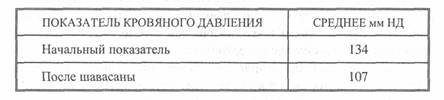 ПОКАЗАТЕЛЬ КРОВЯНОГО ДАВЛЕНИЯ СРЕДНЕЕ мм НД
Начальный показатель 134
После шавасаны 107